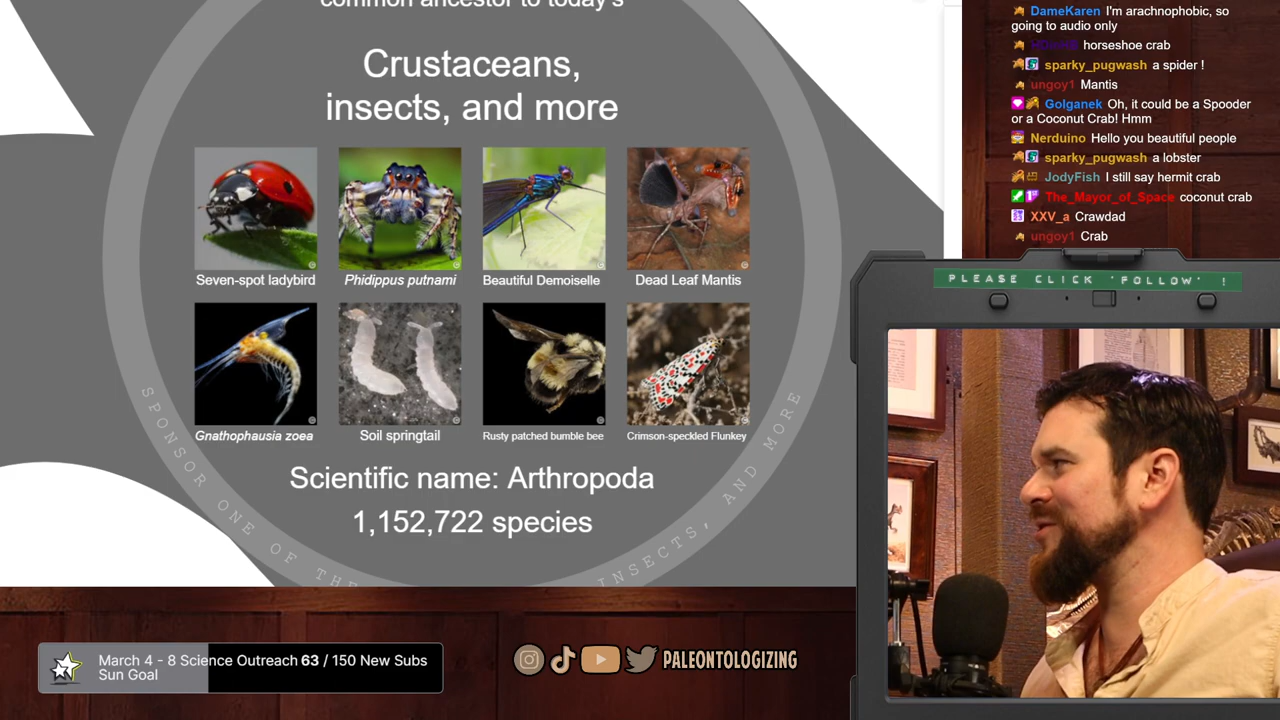 common ancestor to today's
Crustaceans,
insects, and more
Seven-spot ladybird
Phidippus putnami
Beautiful Demoiselle
Dead Leaf Mantis
Gnathophausia zoea
Soil springtail
Rusty patched bumble bee
Crimson-speckled Flunkey
Scientific name: Arthropoda
1,152,722 species
SPONSOR ONE OF THE
INSECTS, AND MORE
DameKaren I'm arachnophobic, so
going to audio only
horseshoe crab
sparky_pugwash a spider !
ungoy1 Mantis
Golganek Oh, it could be a Spooder
or a Coconut Crab! Hmm
Nerduino Hello you beautiful people
sparky_pugwash a lobster
JodyFish I still say hermit crab
The_Mayor_of_Space coconut crab
XXV_a Crawdad
ungoy1 Crab
PLEASE CLICK 'FOLLOW' !
March 4 - 8 Science Outreach 63 / 150 New Subs
Sun Goal
PALEONTOLOGIZING